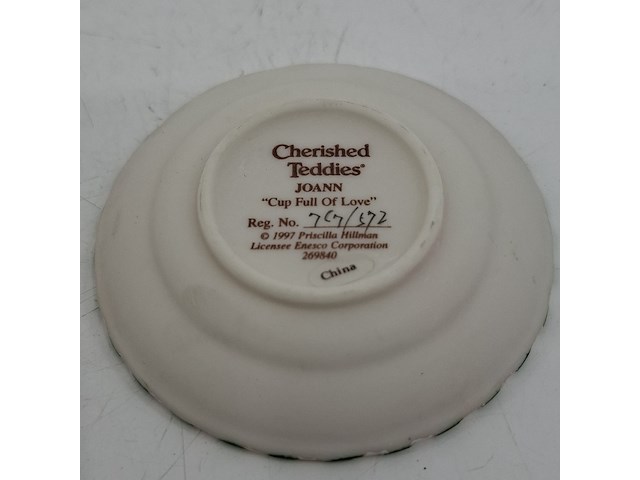 Cherished
Teddies®
JOANN
"Cup Full Of Love"
Reg. No.
© 1997 Priscilla Hillman
Licensee Enesco Corporation
269840
China